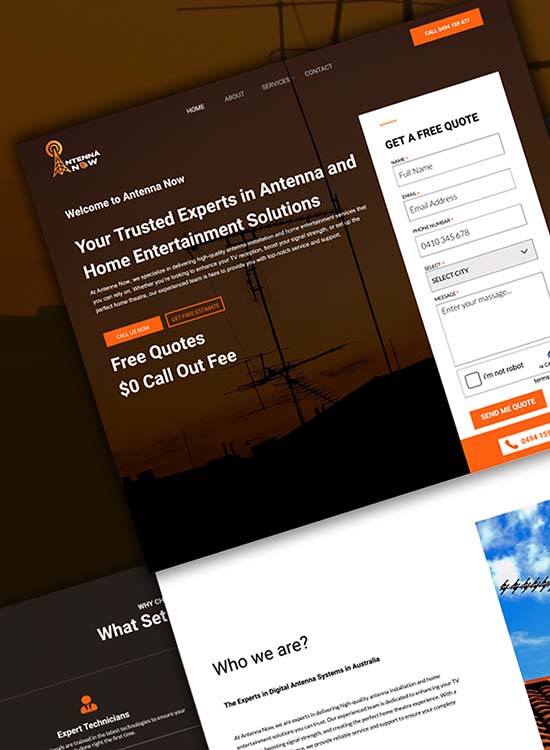 CALL 0494 159 477
HOME ABOUT SERVICES CONTACT
ANTENNA
NOW
Welcome to Antenna Now
Your Trusted Experts in Antenna and
Home Entertainment Solutions
At Antenna Now, we specialize in delivering high-quality antenna installation and home entertainment services that
you can rely on. Whether you're looking to enhance your TV reception, boost your signal strength, or set up the
perfect home theatre, our experienced team is here to provide you with top-notch service and support.
CALL US NOW GET FREE ESTIMATE
Free Quotes
$0 Call Out Fee
GET A FREE QUOTE
NAME *
Full Name
EMAIL *
Email Address
PHONE NUMBAR *
0410 345 678
SELECT *
SELECT CITY
MEESAGE *
Enter your massage...
i'm not robot
re CA
terms
SEND ME QUOTE
0494 159
WHY CH
What Set
Expert Technicians
nals are trained in the latest technologies to ensure your
is done right the first time.
Who we are?
The Experts in Digital Antenna Systems in Australia
At Antenna Now, we are experts in delivering high-quality antenna installation and home
entertainment solutions you can trust. Our experienced team is dedicated to enhancing your TV
boosting signal strength, and creating the perfect home theatre experience. With a
we provide reliable service and support to ensure your complete